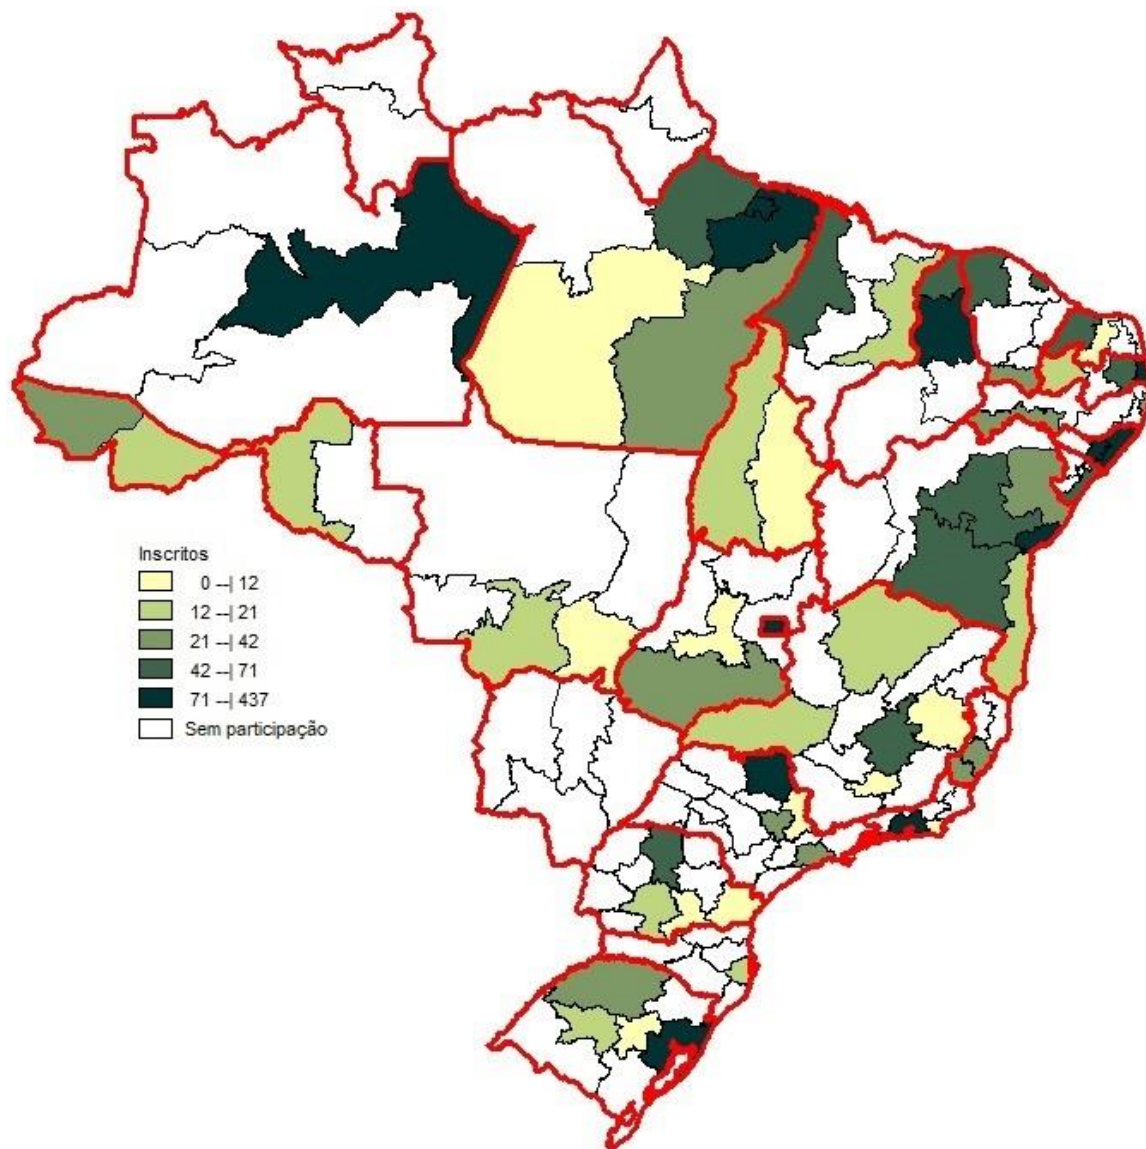 Inscritos
0 --| 12
12 --| 21
21 --| 42
42 --| 71
71 --| 437
Sem participação